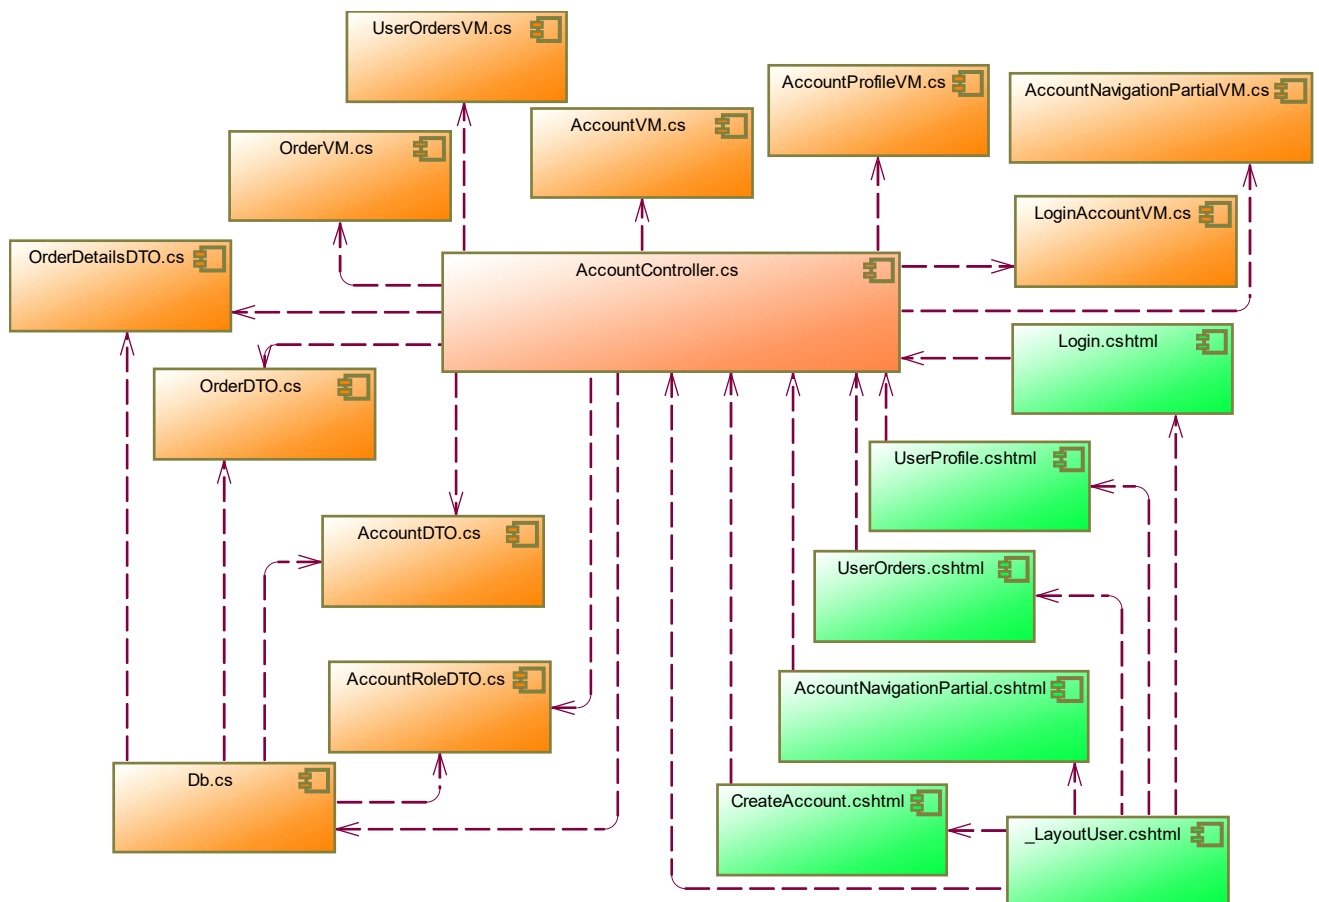 UserOrdersVM.cs
AccountProfileVM.cs
AccountNavigationPartialVM.cs
AccountVM.cs
OrderVM.cs
LoginAccountVM.cs
OrderDetailsDTO.cs
AccountController.cs
Login.cshtml
OrderDTO.cs
UserProfile.cshtml
AccountDTO.cs
UserOrders.cshtml
AccountRoleDTO.cs
AccountNavigationPartial.cshtml
Db.cs
CreateAccount.cshtml
_LayoutUser.cshtml